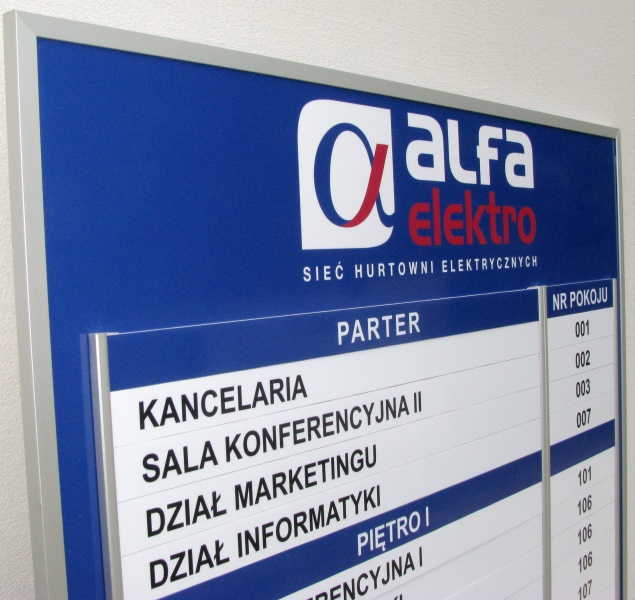 alfa
elektro
SIEĆ HURTOWNI ELEKTRYCZNYCH
PARTER NR POKOJU
KANCELARIA 001
SALA KONFERENCYJNA II 002
DZIAŁ MARKETINGU 003
DZIAŁ INFORMATYKI 007
PIĘTRO I
101
106
106
106
107